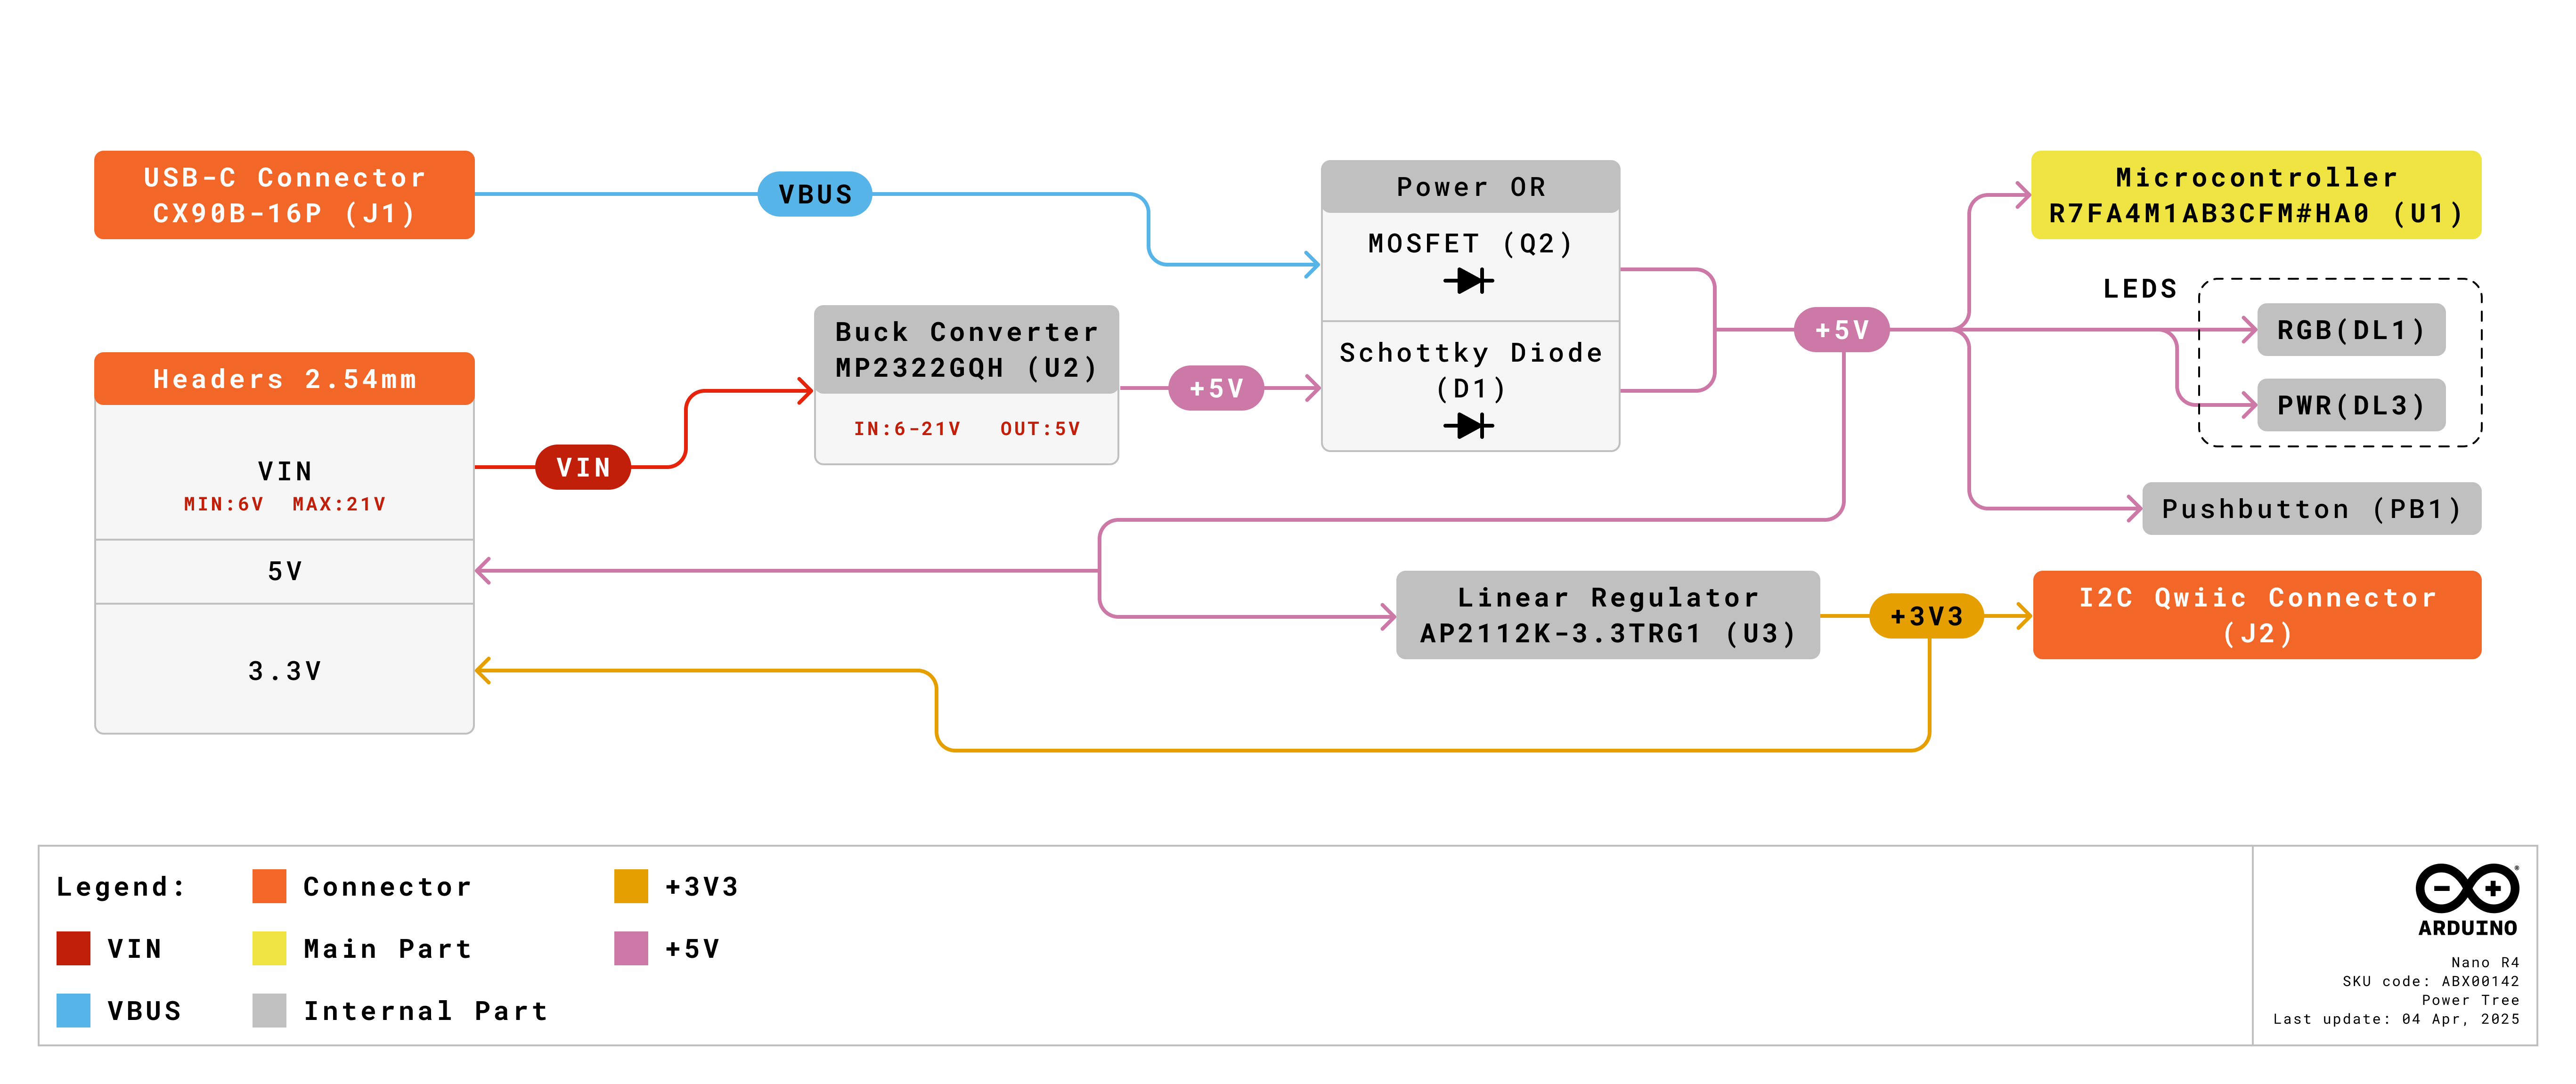 USB-C Connector
CX90B-16P (J1)
VBUS
Power OR
MOSFET (Q2)
Schottky Diode
(D1)
Buck Converter
MP2322GQH (U2)
IN:6-21V OUT:5V
+5V
Headers 2.54mm
VIN
MIN:6V MAX:21V
5V
3.3V
VIN
+5V
Microcontroller
R7FA4M1AB3CFM#HA0 (U1)
LEDS
RGB(DL1)
PWR(DL3)
Pushbutton (PB1)
Linear Regulator
AP2112K-3.3TRG1 (U3)
+3V3
I2C Qwiic Connector
(J2)
Legend:
VIN
VBUS
Connector
Main Part
Internal Part
+3V3
+5V
ARDUINO
Nano R4
SKU code: ABX00142
Power Tree
Last update: 04 Apr, 2025